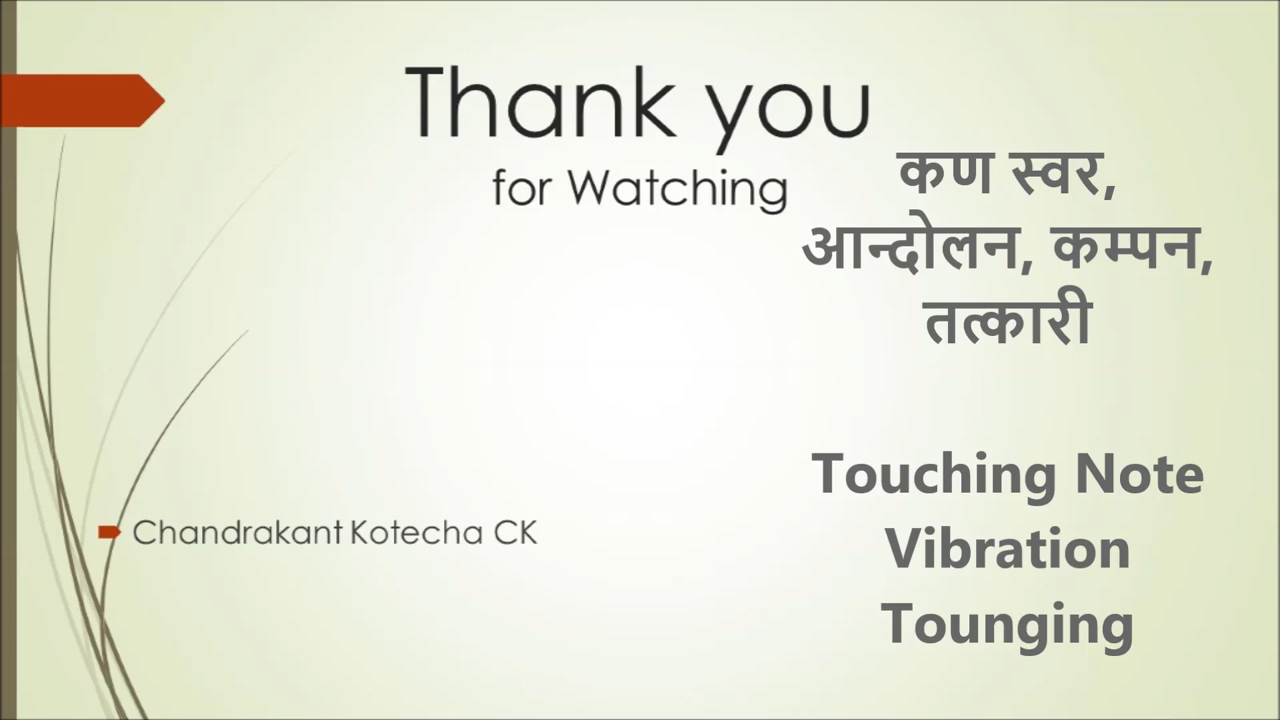 Thank you
for Watching
कण स्वर,
आन्दोलन, कम्पन,
तत्कारी
Touching Note
Vibration
Tounging
Chandrakant Kotecha CK